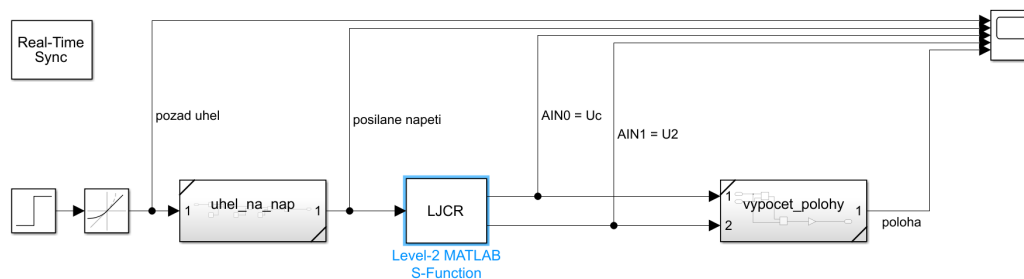 Real-Time
Sync
pozad uhel
posilane napeti
AIN0 = Uc
AIN1 = U2
1
uhel_na_nap
1
LJCR
Level-2 MATLAB
S-Function
1
2
vypocet_polohy
1
poloha